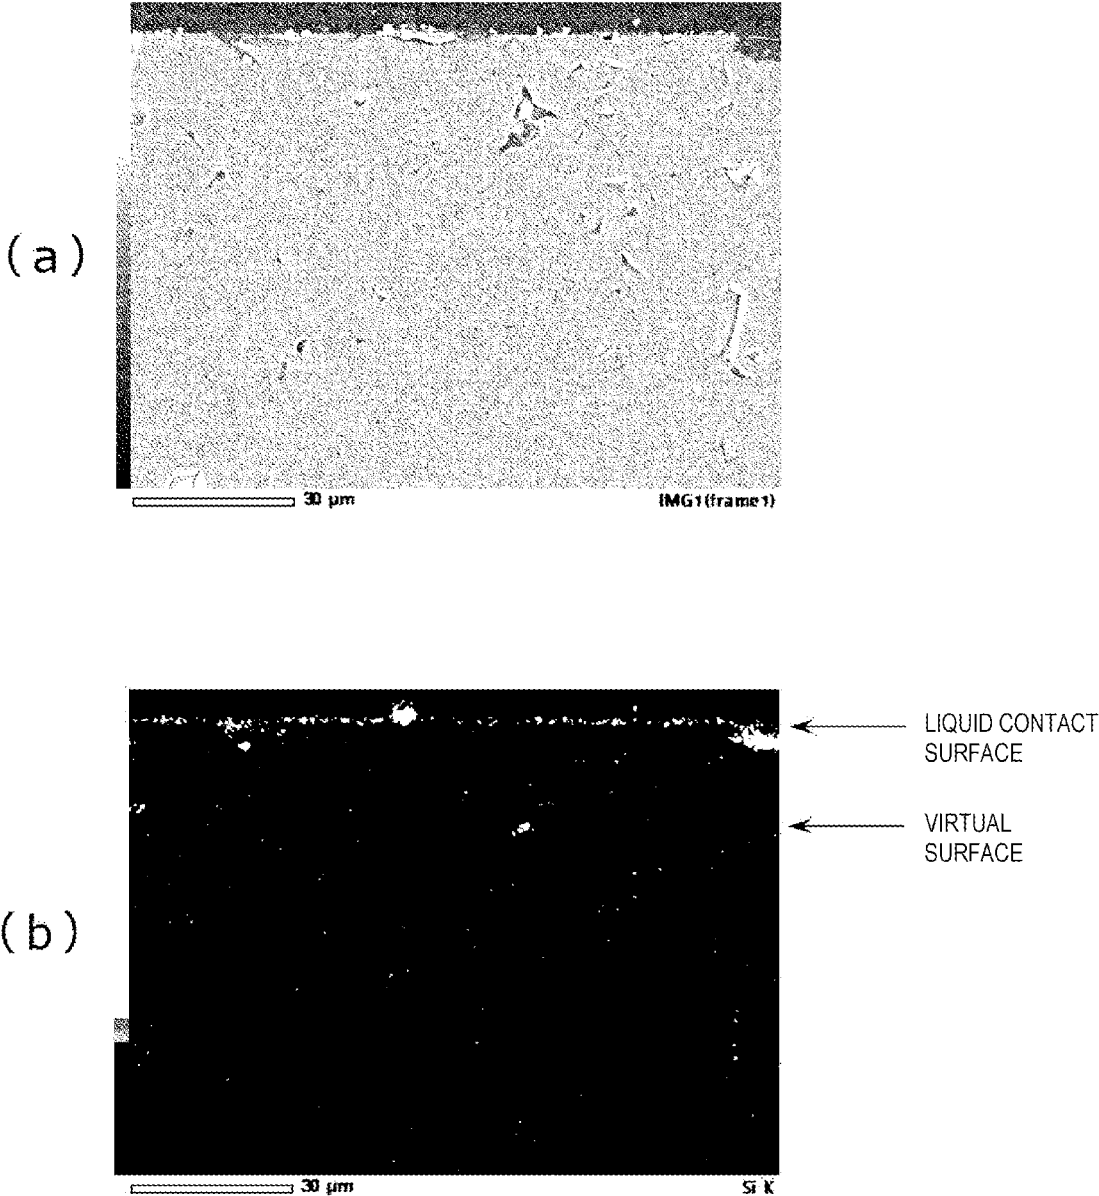 (a)
30 μm
IMG1(frame1)
LIQUID CONTACT
SURFACE
VIRTUAL
SURFACE
(b)
30 μm
Si K